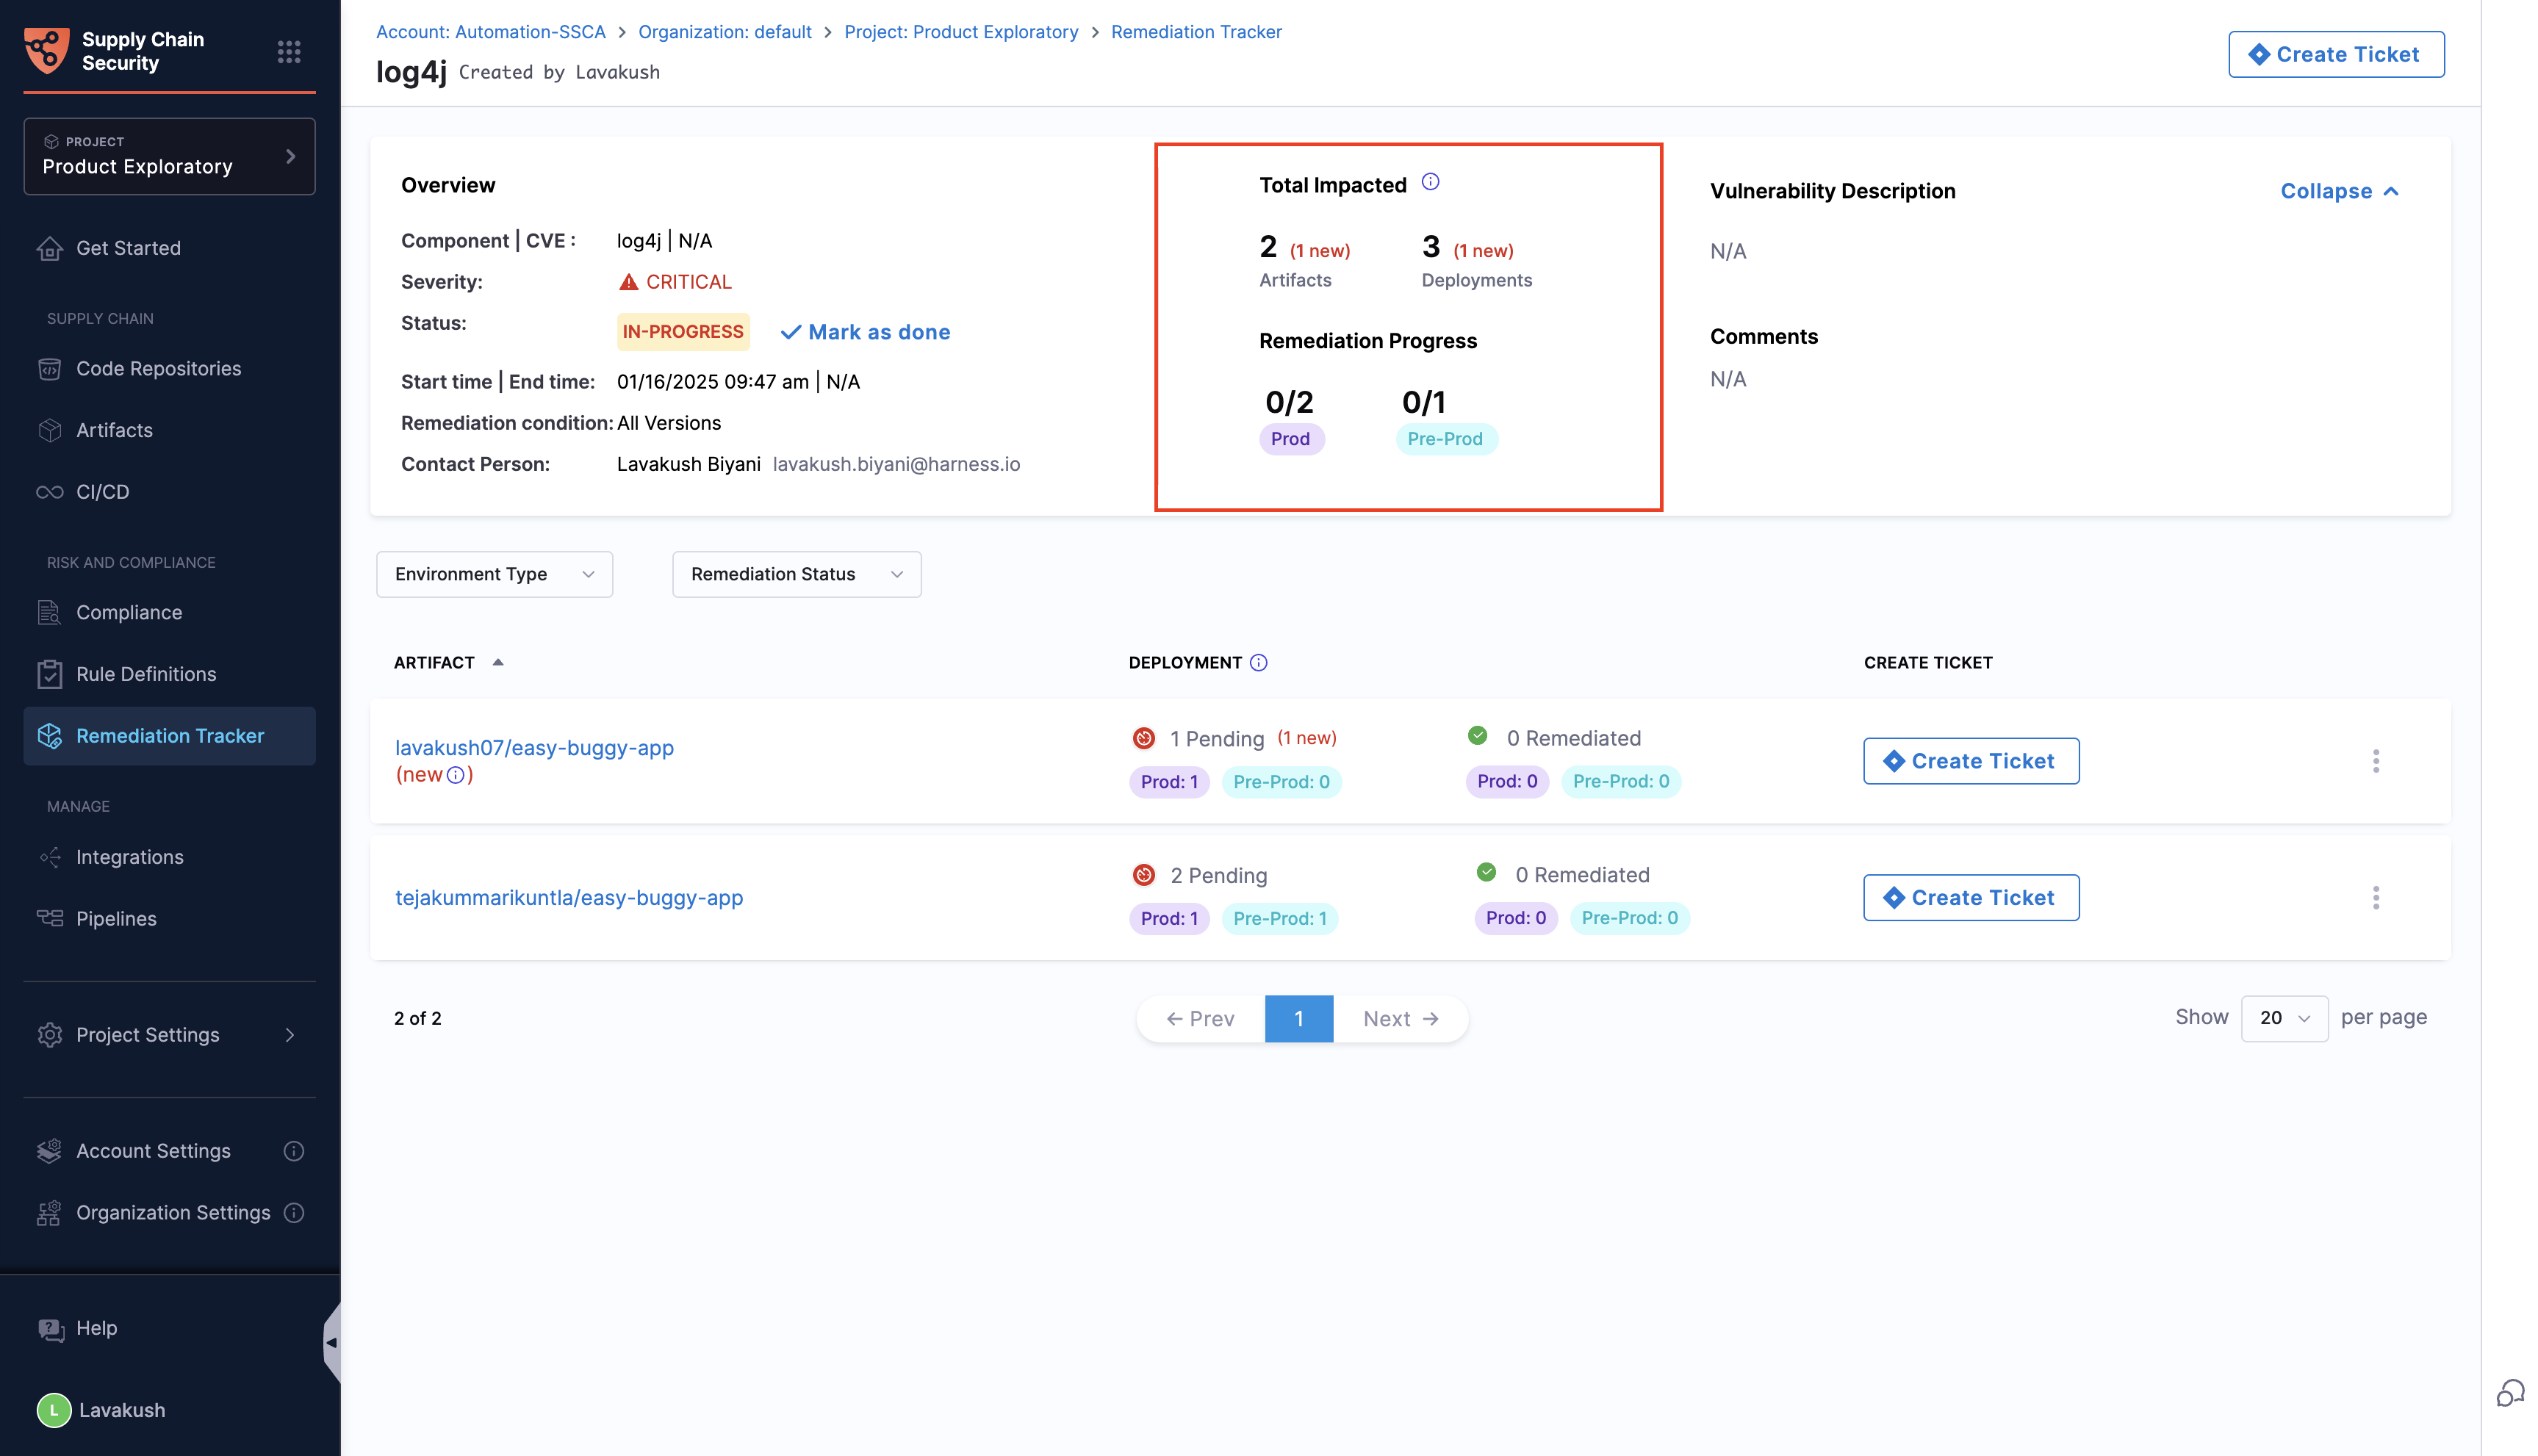 Supply Chain
Security
PROJECT
Product Exploratory
Get Started
SUPPLY CHAIN
Code Repositories
Artifacts
CI/CD
RISK AND COMPLIANCE
Compliance
Rule Definitions
Remediation Tracker
MANAGE
Integrations
Pipelines
Project Settings
Account Settings
Organization Settings
Help
L Lavakush
Account: Automation-SSCA > Organization: default > Project: Product Exploratory > Remediation Tracker
log4j Created by Lavakush
Create Ticket
Overview
Component | CVE : log4j | N/A
Severity: CRITICAL
Status: IN-PROGRESS Mark as done
Start time | End time: 01/16/2025 09:47 am | N/A
Remediation condition: All Versions
Contact Person: Lavakush Biyani lavakush.biyani@harness.io
Total Impacted
2 (1 new) 3 (1 new)
Artifacts Deployments
Remediation Progress
0/2 0/1
Prod Pre-Prod
Vulnerability Description Collapse
N/A
Comments
N/A
Environment Type Remediation Status
ARTIFACT DEPLOYMENT CREATE TICKET
lavakush07/easy-buggy-app
(new)
1 Pending (1 new) 0 Remediated
Prod: 1 Pre-Prod: 0 Prod: 0 Pre-Prod: 0
Create Ticket
tejakummarikuntla/easy-buggy-app
2 Pending 0 Remediated
Prod: 1 Pre-Prod: 1 Prod: 0 Pre-Prod: 0
Create Ticket
2 of 2 ← Prev 1 Next → Show 20 per page